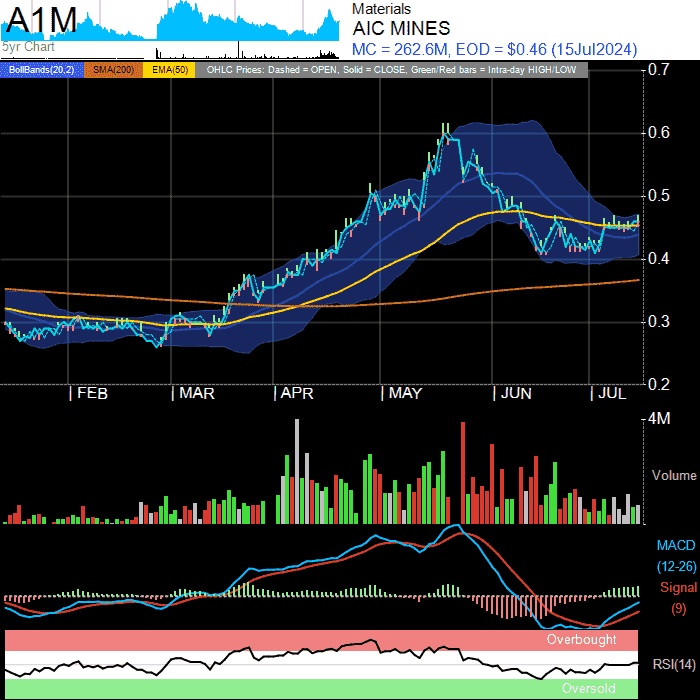 A1M
5yr Chart
Materials
AIC MINES
MC = 262.6M, EOD = $0.46 (15Jul2024)
BollBands(20,2) SMA(200) EMA(50) OHLC Prices: Dashed = OPEN, Solid = CLOSE, Green/Red bars = Intra-day HIGH/LOW
0.7
0.6
0.5
0.4
0.3
0.2
| FEB | MAR | APR | MAY | JUN | JUL
4M
Volume
MACD
(12-26)
Signal
(9)
Overbought
RSI(14)
Oversold